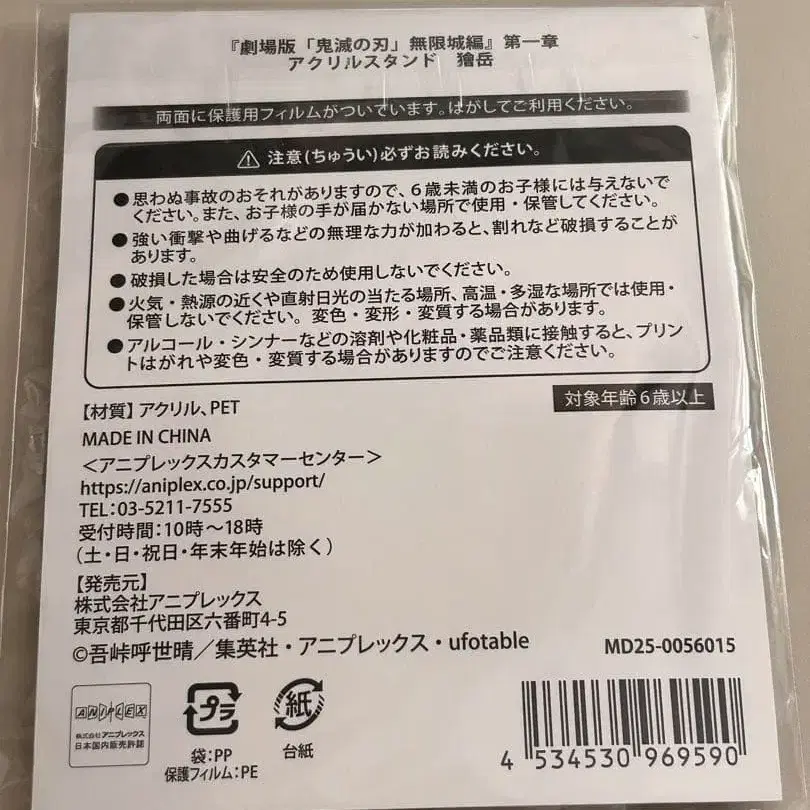 『劇場版「鬼滅の刃」無限城編』第一章
アクリルスタンド　獪岳
両面に保護用フィルムがついています。はがしてご利用ください。
注意(ちゅうい)必ずお読みください。
●思わぬ事故のおそれがありますので、6歳未満のお子様には与えないで
ください。また、お子様の手が届かない場所で使用・保管してください。
●強い衝撃や曲げるなどの無理な力が加わると、割れなど破損することが
あります。
●破損した場合は安全のため使用しないでください。
●火気・熱源の近くや直射日光の当たる場所、高温・多湿な場所では使用・
保管しないでください。変色・変形・変質する場合があります。
●アルコール・シンナーなどの溶剤や化粧品・薬品類に接触すると、プリン
トはがれや変色・変質する場合がありますのでご注意ください。
対象年齢6歳以上
【材質】アクリル、PET
MADE IN CHINA
＜アニプレックスカスタマーセンター＞
https://aniplex.co.jp/support/
TEL:03-5211-7555
受付時間:10時～18時
(土・日・祝日・年末年始は除く)
【発売元】
株式会社アニプレックス
東京都千代田区六番町4-5
©吾峠呼世晴／集英社・アニプレックス・ufotable
MD25-0056015
ANIPLEX
株式会社アニプレックス
日本国内販売許諾
プラ
袋:PP
保護フィルム:PE
紙
台紙
4 534530 969590